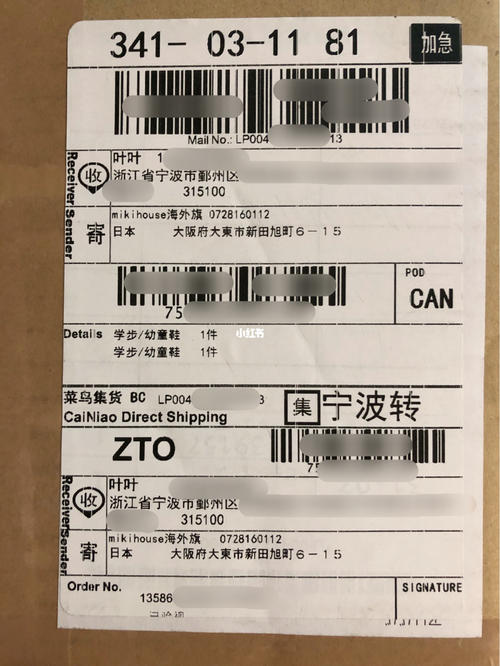 341- 03-11 81
加急
Mail No.: LP004 13
Receiver
收
叶叶 1
浙江省宁波市鄞州区
315100
Sender
寄
mikihouse海外旗 0728160112
日本 大阪府大東市新田旭町6-15
75
POD
CAN
Details 学步/幼童鞋 1件
学步/幼童鞋 1件
小红书
菜鸟集货 BC LP004 3
CaiNiao Direct Shipping
集 宁波转
ZTO
7
Receiver
收
叶叶
浙江省宁波市鄞州区
315100
Sender
寄
mikihouse海外旗 0728160112
日本 大阪府大東市新田旭町6-15
Order No.
13586
SIGNATURE